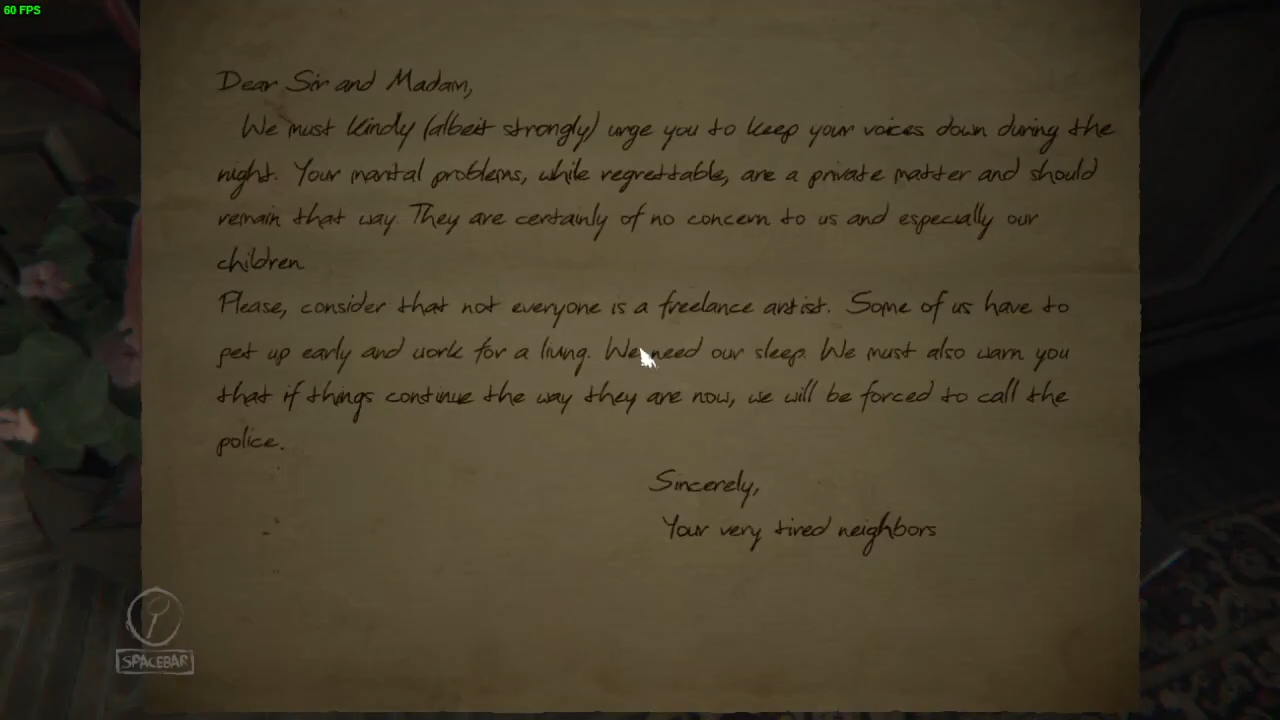 60 FPS
Dear Sir and Madam,
We must kindly (albeit strongly) urge you to keep your voices down during the
night. Your marital problems, while regrettable, are a private matter and should
remain that way. They are certainly of no concern to us and especially our
children.
Please, consider that not everyone is a freelance artist. Some of us have to
get up early and work for a living. We need our sleep. We must also warn you
that if things continue the way they are now, we will be forced to call the
police.
Sincerely,
Your very tired neighbors
SPACEBAR